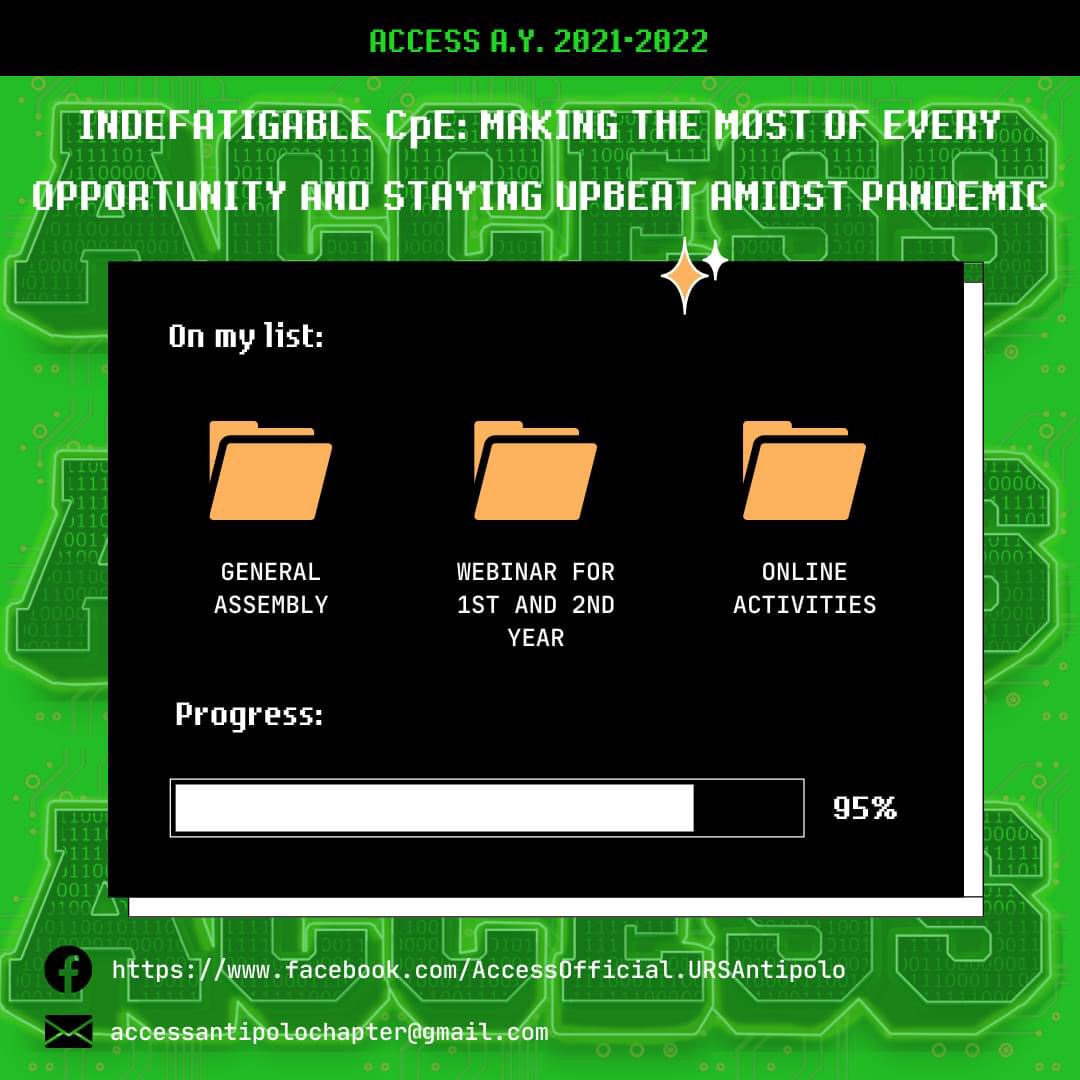 ACCESS A.Y. 2021-2022
INDEFATIGABLE CpE: MAKING THE MOST OF EVERY
OPPORTUNITY AND STAYING UPBEAT AMIDST PANDEMIC
On my list:
GENERAL
ASSEMBLY
WEBINAR FOR
1ST AND 2ND
YEAR
ONLINE
ACTIVITIES
Progress:
95%
https://www.facebook.com/AccessOfficial.URSAntipolo
accessantipolochapter@gmail.com